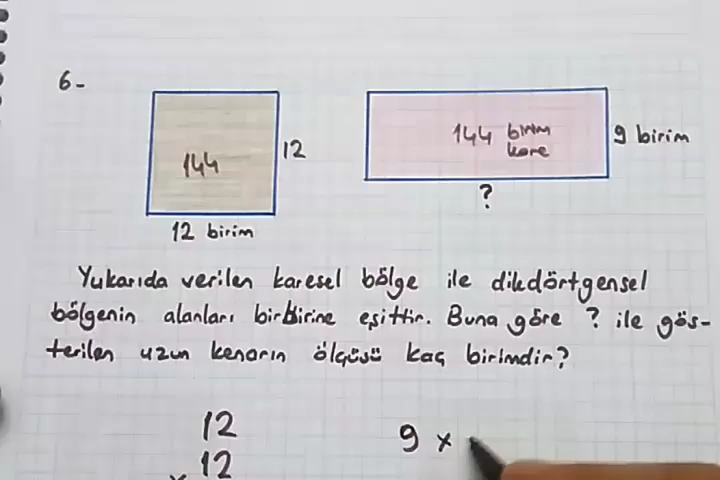 6-
144
12
12 birim
144 birim
kare
9 birim
?
Yukarıda verilen karesel bölge ile dikdörtgensel
bölgenin alanları birbirine eşittir. Buna göre ? ile gös-
terilen uzun kenarın ölçüsü kaç birimdir?
12
x 12
9 x